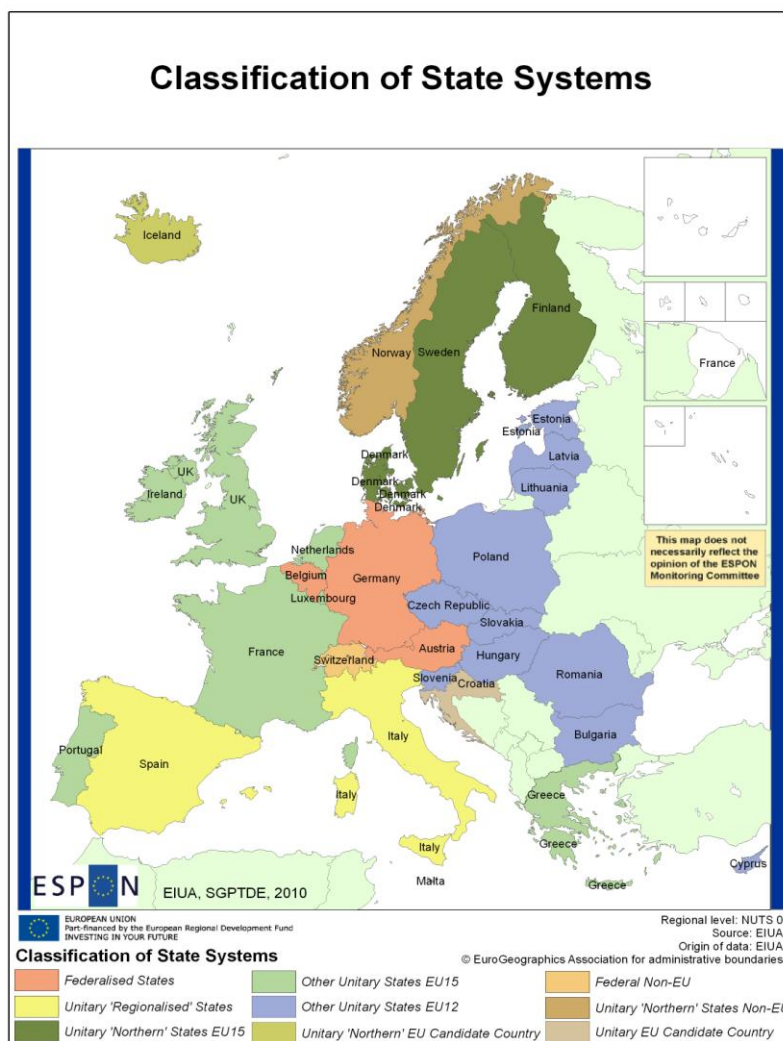 Classification of State Systems
Iceland
Finland
Norway
Sweden
France
Estonia
Estonia
Latvia
Lithuania
Denmark
Denmark
Denmark
Denmark
UK
Ireland
UK
This map does not
necessarily reflect the
opinion of the ESPON
Monitoring Committee
Netherlands
Poland
Belgium
Germany
Luxembourg
Czech Republic
Slovakia
France
Austria
Switzerland
Hungary
Slovenia
Romania
Croatia
Bulgaria
Italy
Portugal
Spain
Italy
Greece
Italy
Greece
Cyprus
Malta
Greece
ESPON
EIUA, SGPTDE, 2010
EUROPEAN UNION
Part-financed by the European Regional Development Fund
INVESTING IN YOUR FUTURE
Regional level: NUTS 0
Source: EIUA
Origin of data: EIUA
© EuroGeographics Association for administrative boundaries
Classification of State Systems
Federalised States
Other Unitary States EU15
Federal Non-EU
Unitary 'Regionalised' States
Other Unitary States EU12
Unitary 'Northern' States Non-EU
Unitary 'Northern' States EU15
Unitary 'Northern' EU Candidate Country
Unitary EU Candidate Country